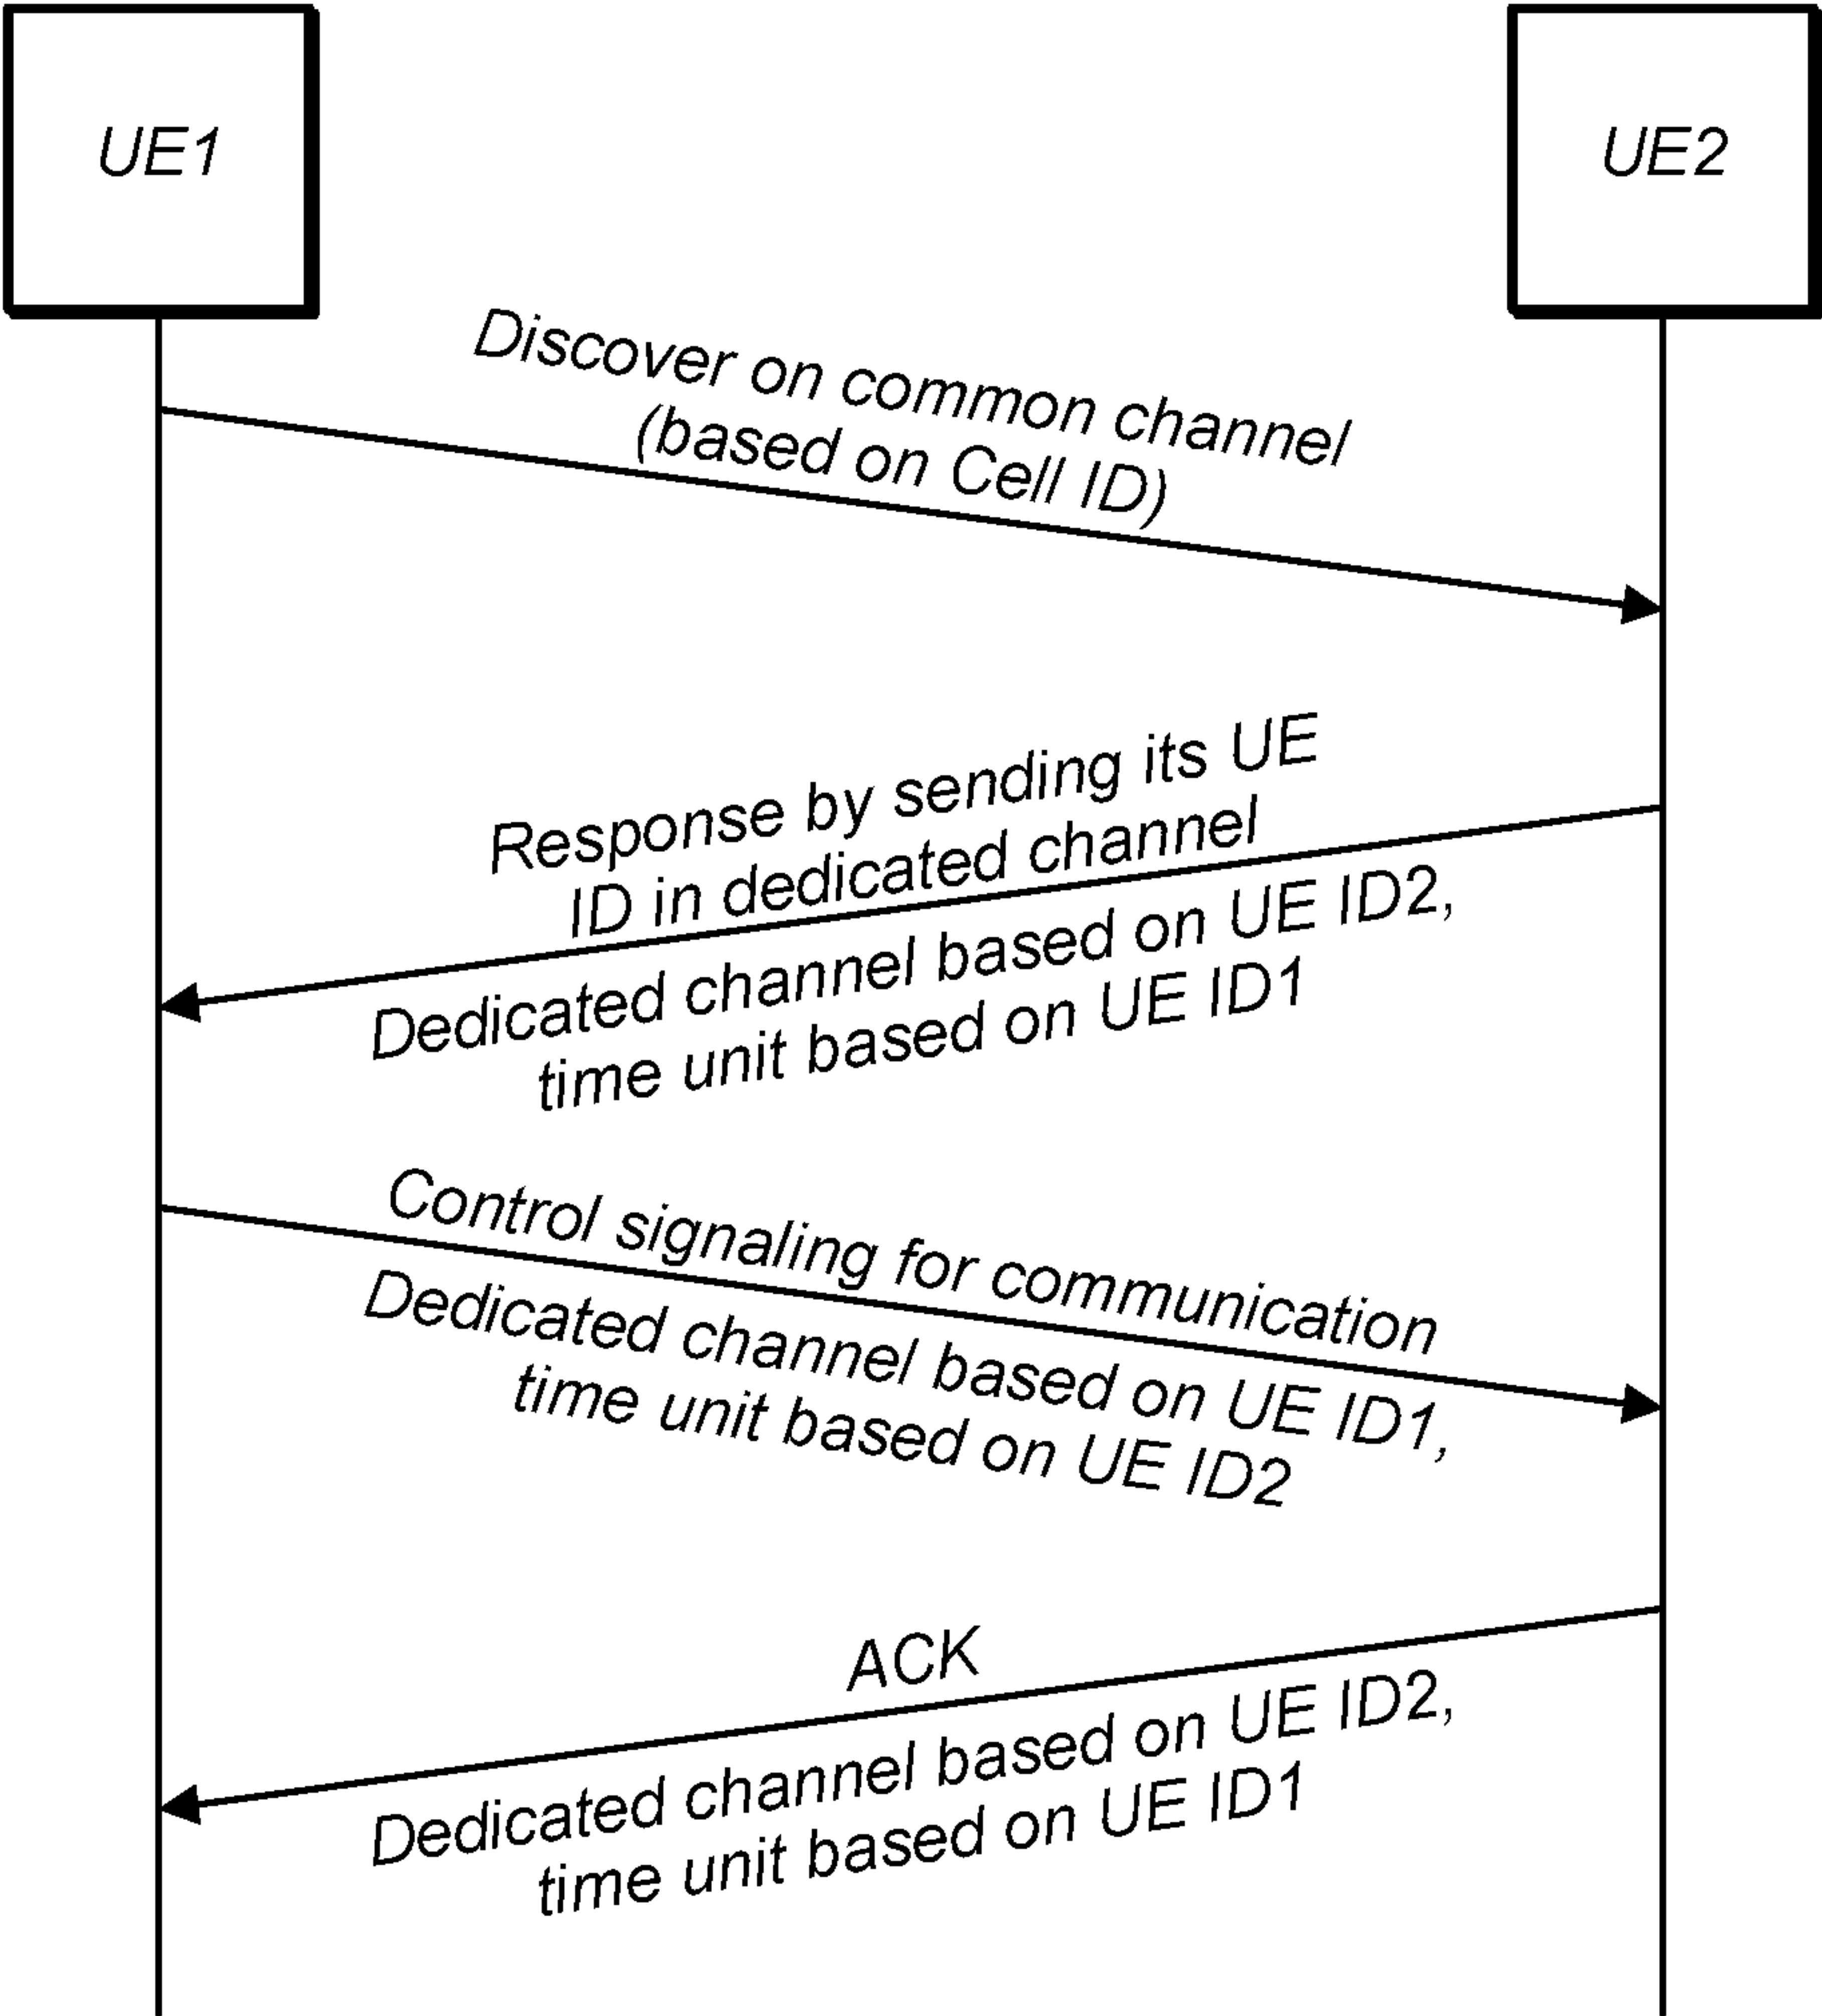 UE1
UE2
Discover on common channel
(based on Cell ID)
Response by sending its UE
ID in dedicated channel
Dedicated channel based on UE ID2,
time unit based on UE ID1
Control signaling for communication
Dedicated channel based on UE ID1,
time unit based on UE ID2
ACK
Dedicated channel based on UE ID2,
time unit based on UE ID1